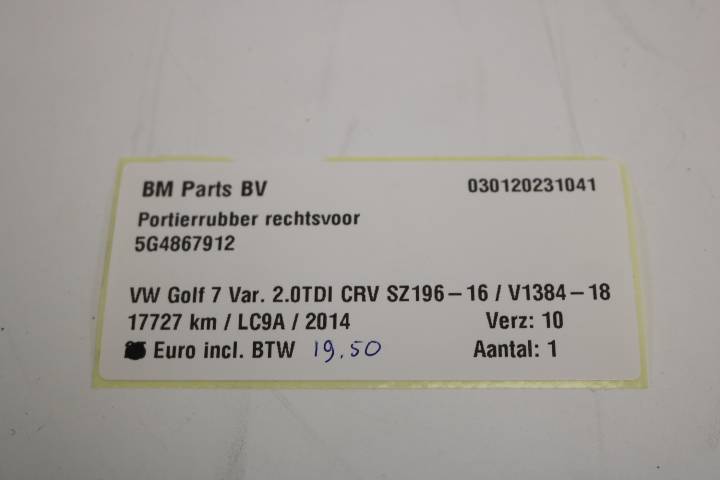 BM Parts BV 030120231041
Portierrubber rechtsvoor
5G4867912
VW Golf 7 Var. 2.0TDI CRV SZ196-16 / V1384-18
17727 km / LC9A / 2014 Verz: 10
Euro incl. BTW 19.50 Aantal: 1